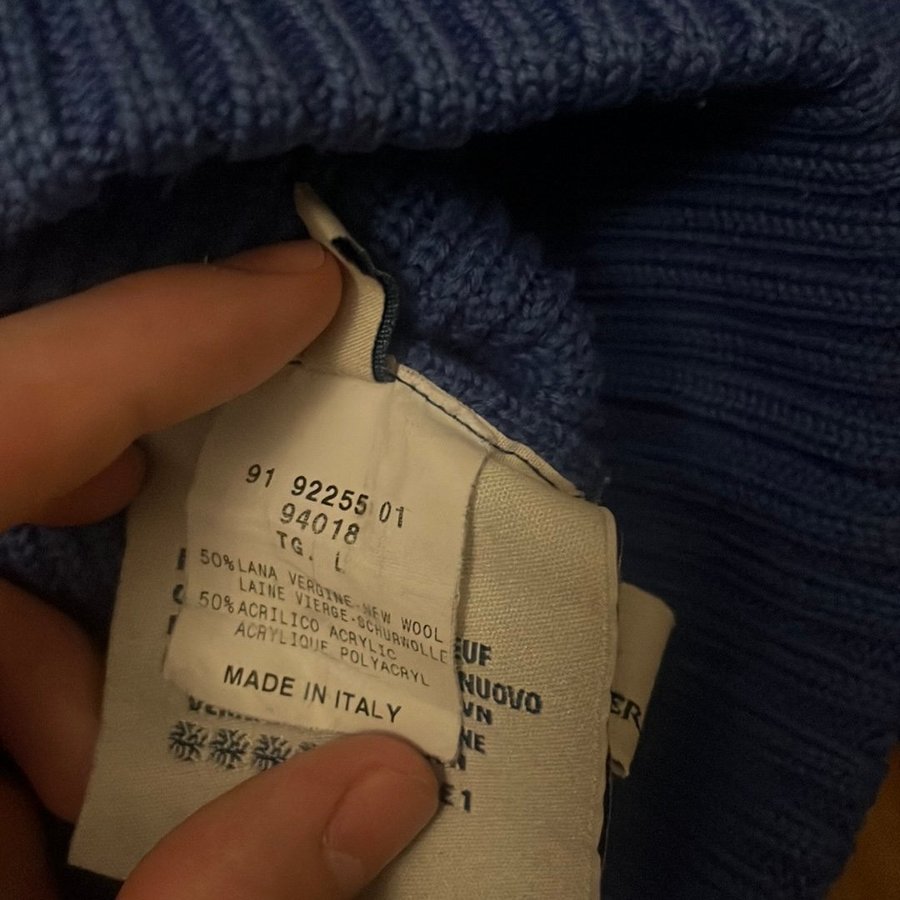 91 92255 01
94018
TG. L
50% LANA VERGINE-NEW WOOL
LAINE VIERGE-SCHURWOLLE
50% ACRILICO ACRYLIC
ACRYLIQUE POLYACRYL
MADE IN ITALY
EUF
NUOVO
VN
NE
E 1
ER